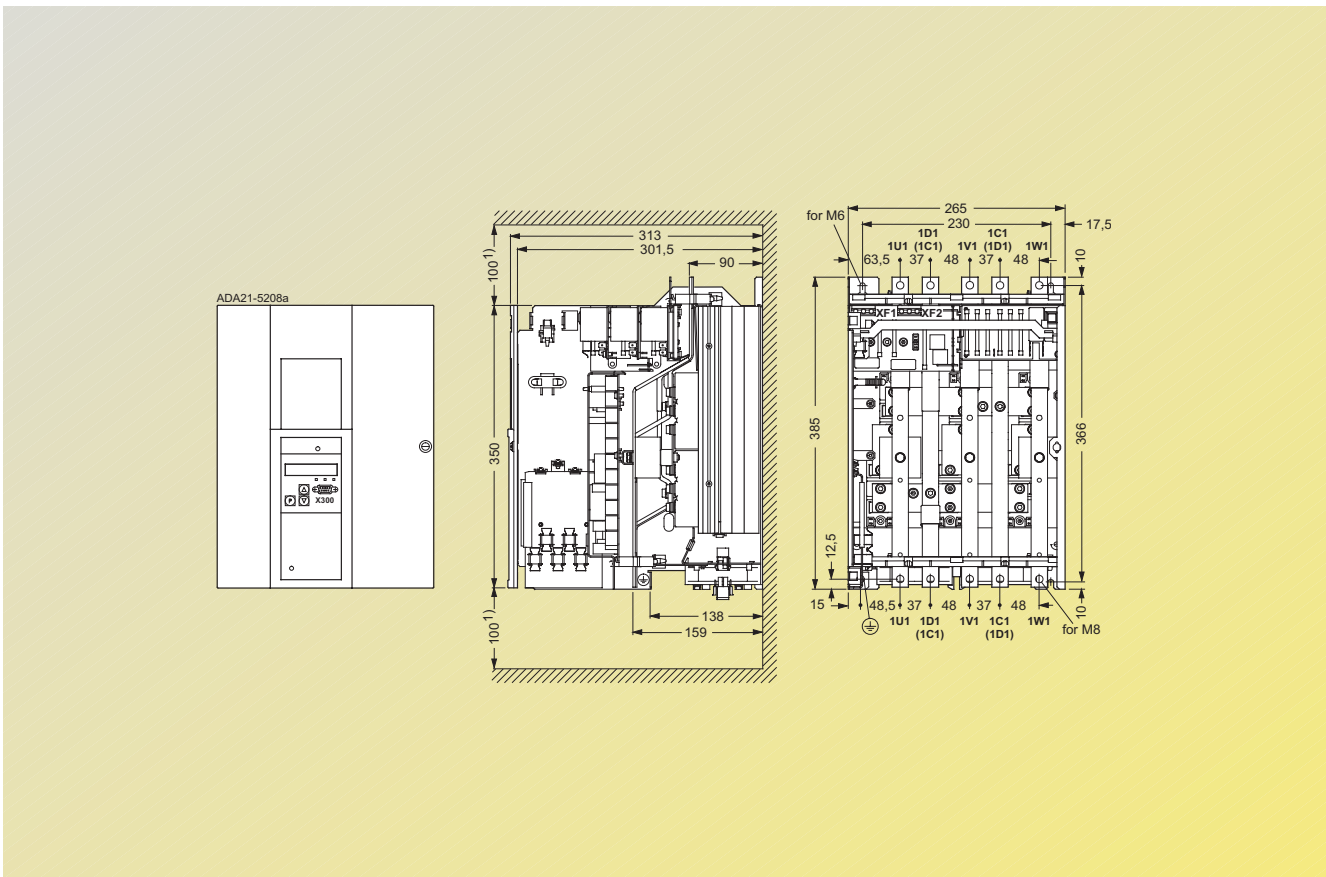 ADA21-5208a
P
X300
313
301,5
90
100 1)
350
100 1)
138
159
265
230
17,5
for M6
1D1
1C1
1U1
(1C1)
1V1
(1D1)
1W1
63,5
37
48
37
48
10
XF1
XF2
385
366
12,5
15
48,5
37
48
37
48
10
1U1
1D1
1V1
1C1
1W1
(1C1)
(1D1)
for M8